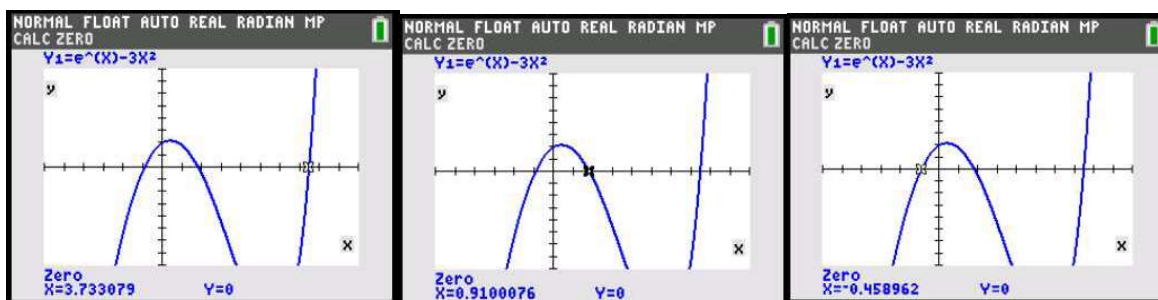 NORMAL FLOAT AUTO REAL RADIAN MP
CALC ZERO
Y₁=e^(X)-3X²
y
x
Zero
X=3.733079 Y=0
NORMAL FLOAT AUTO REAL RADIAN MP
CALC ZERO
Y₁=e^(X)-3X²
y
x
Zero
X=0.9100076 Y=0
NORMAL FLOAT AUTO REAL RADIAN MP
CALC ZERO
Y₁=e^(X)-3X²
y
x
Zero
X=⁻0.458962 Y=0